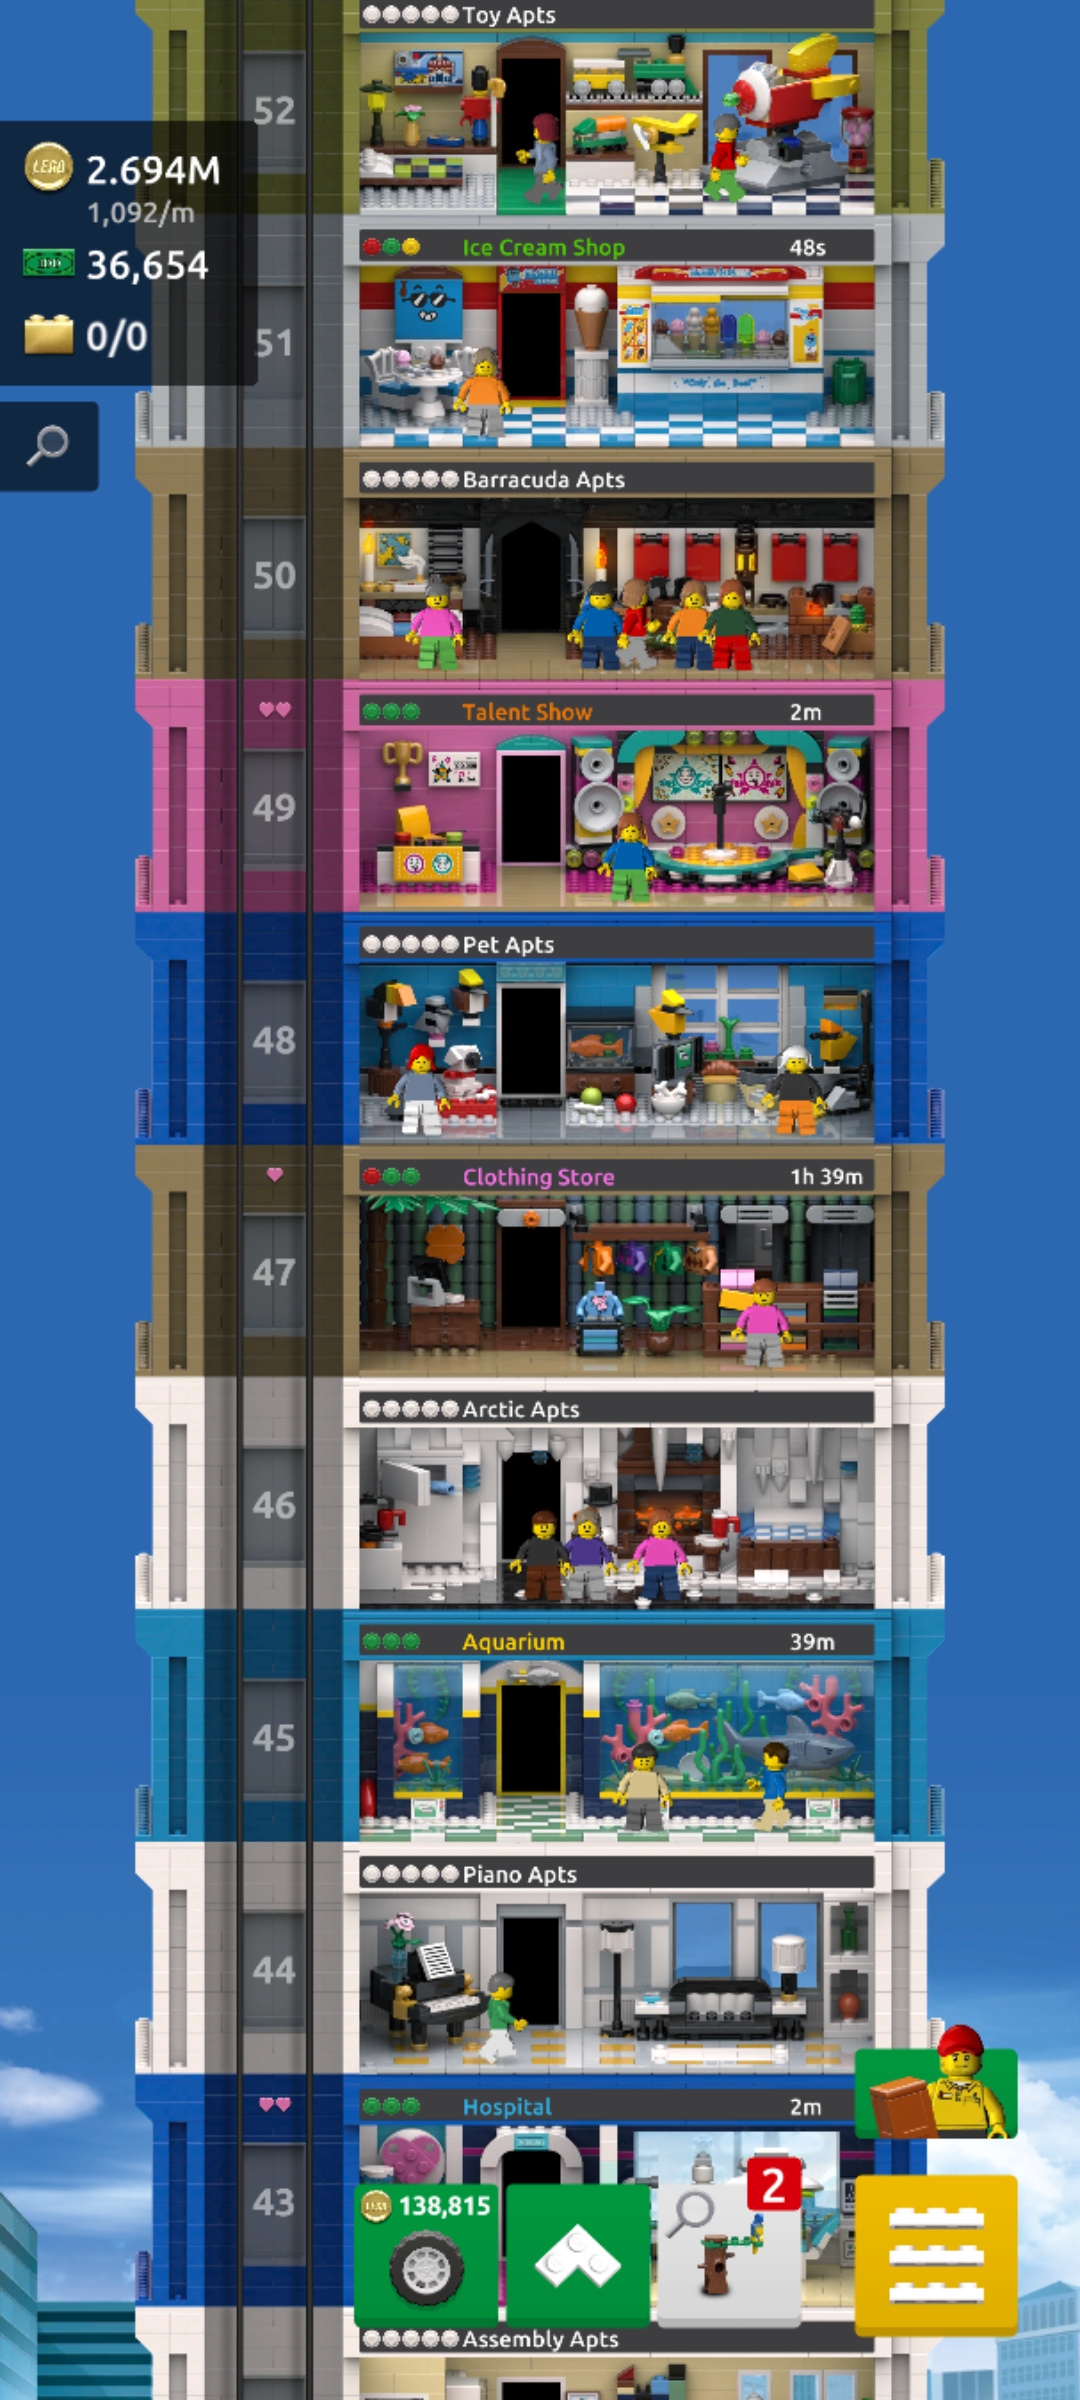 Toy Apts
52
LEGO 2.694M
1,092/m
36,654
0/0
Ice Cream Shop 48s
51
Barracuda Apts
50
Talent Show 2m
49
Pet Apts
48
Clothing Store 1h 39m
47
Arctic Apts
46
Aquarium 39m
45
Piano Apts
44
Hospital 2m
43
138,815
2
Assembly Apts